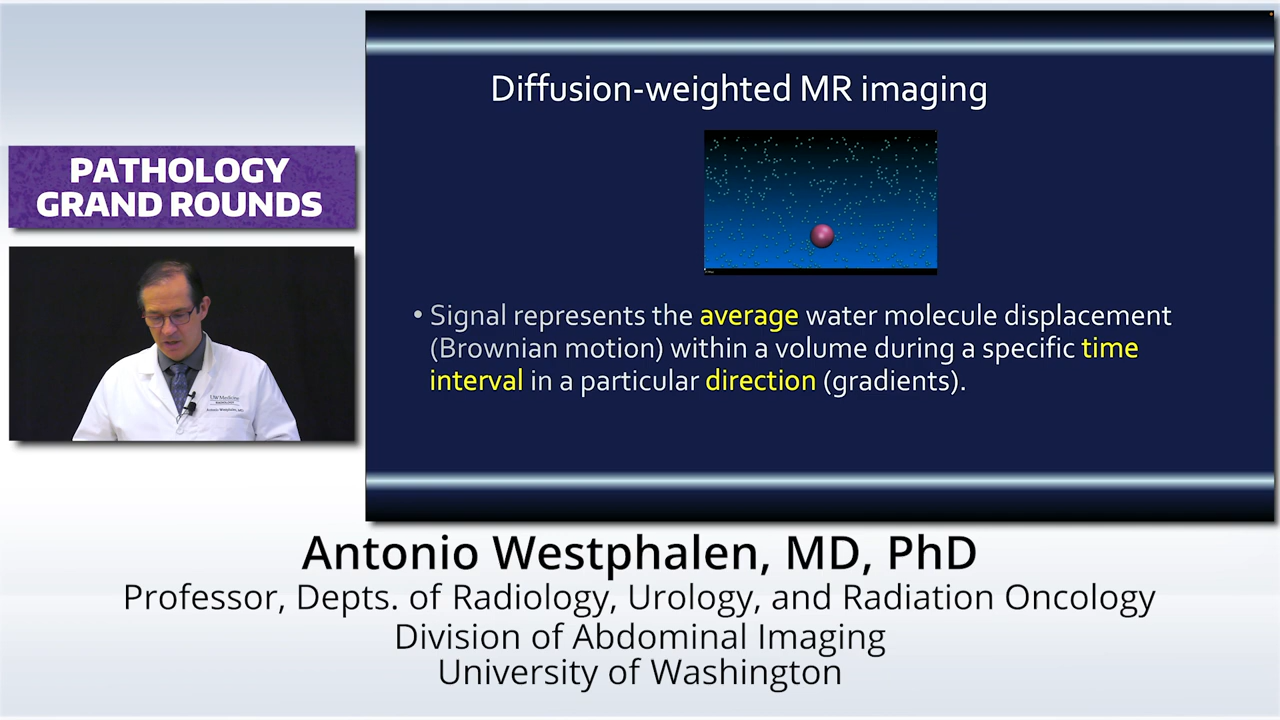 PATHOLOGY
GRAND ROUNDS
UW Medicine
Diffusion-weighted MR imaging
• Signal represents the average water molecule displacement
(Brownian motion) within a volume during a specific time
interval in a particular direction (gradients).
Antonio Westphalen, MD, PhD
Professor, Depts. of Radiology, Urology, and Radiation Oncology
Division of Abdominal Imaging
University of Washington